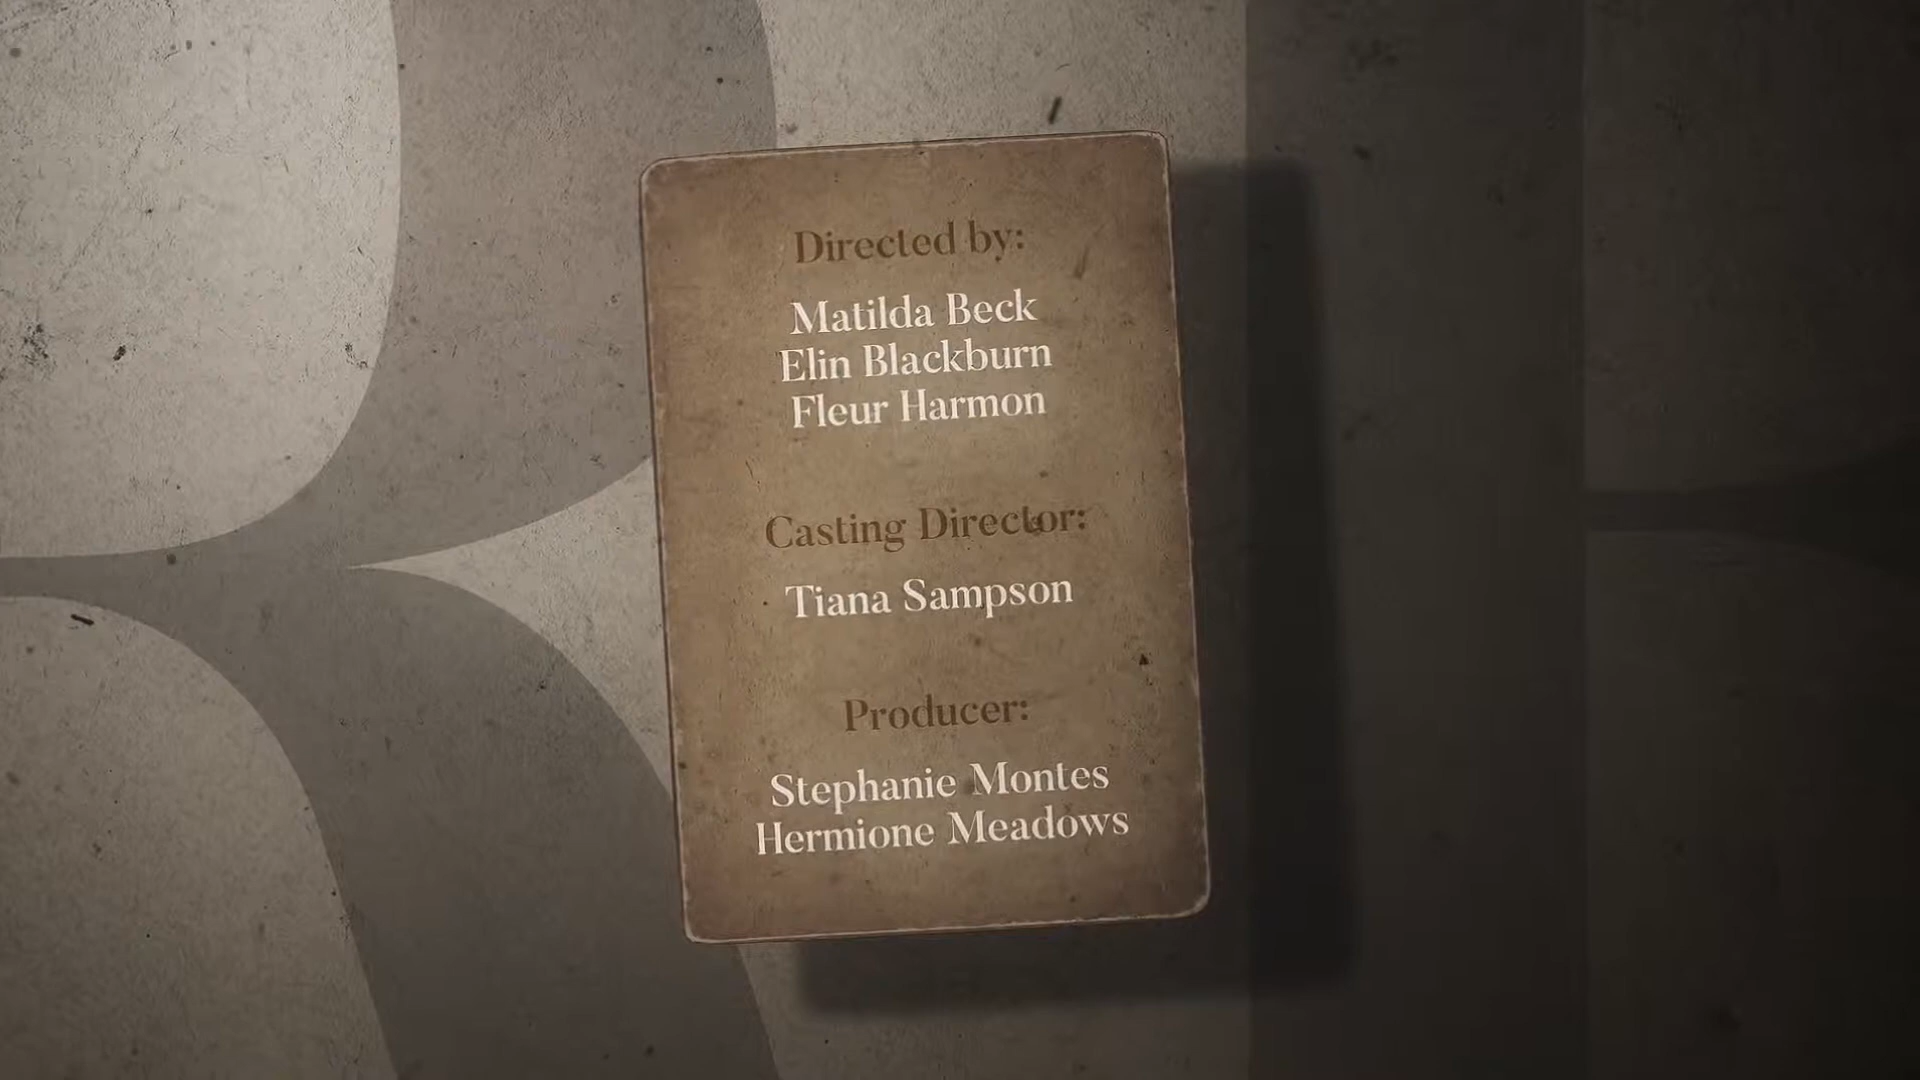 Directed by:
Matilda Beck
Elin Blackburn
Fleur Harmon
Casting Director:
Tiana Sampson
Producer:
Stephanie Montes
Hermione Meadows